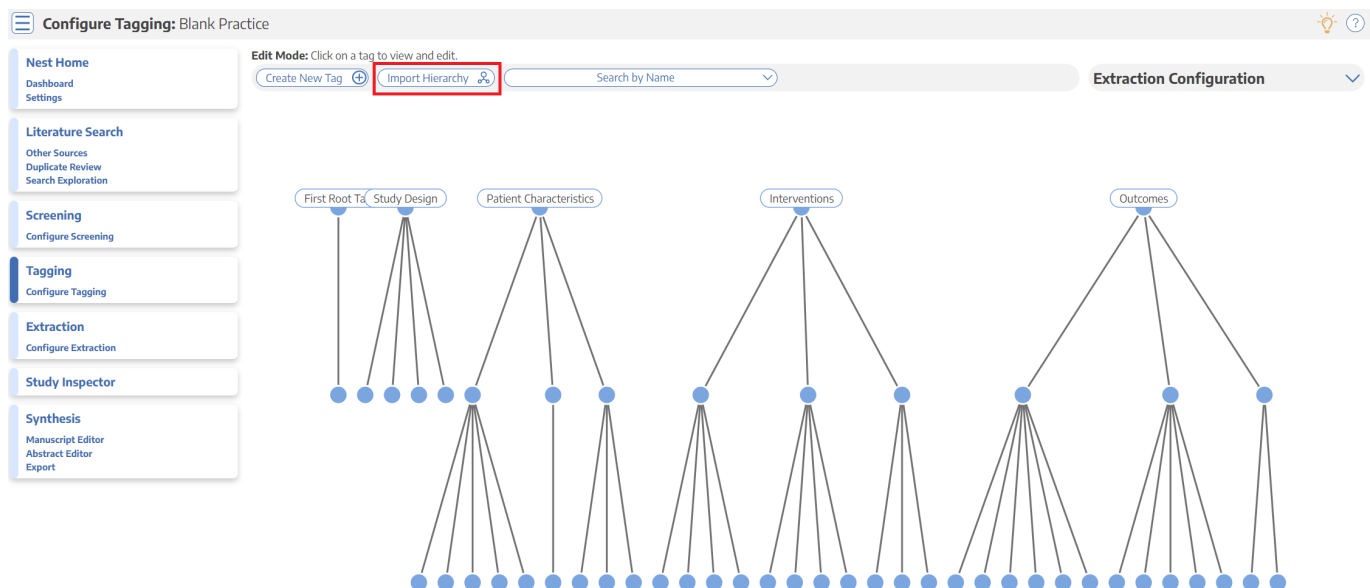 Configure Tagging: Blank Practice
?
Nest Home
Dashboard
Settings
Literature Search
Other Sources
Duplicate Review
Search Exploration
Screening
Configure Screening
Tagging
Configure Tagging
Extraction
Configure Extraction
Study Inspector
Synthesis
Manuscript Editor
Abstract Editor
Export
Edit Mode: Click on a tag to view and edit.
Create New Tag
Import Hierarchy
Search by Name
Extraction Configuration
First Root Ta
Study Design
Patient Characteristics
Interventions
Outcomes